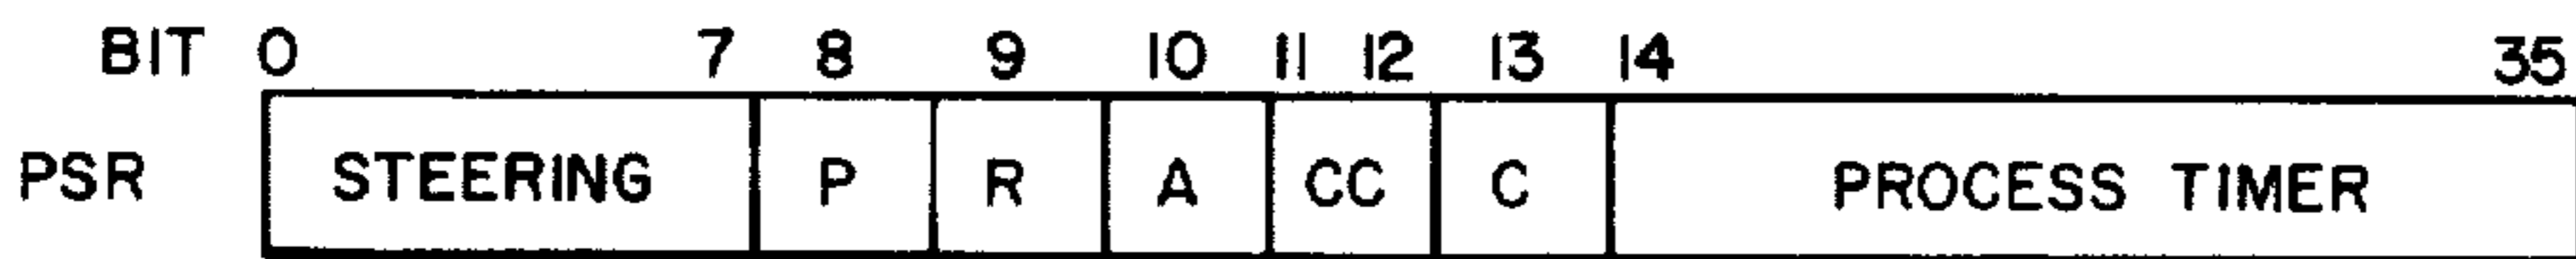 BIT 0 7 8 9 10 11 12 13 14 35
PSR STEERING P R A CC C PROCESS TIMER